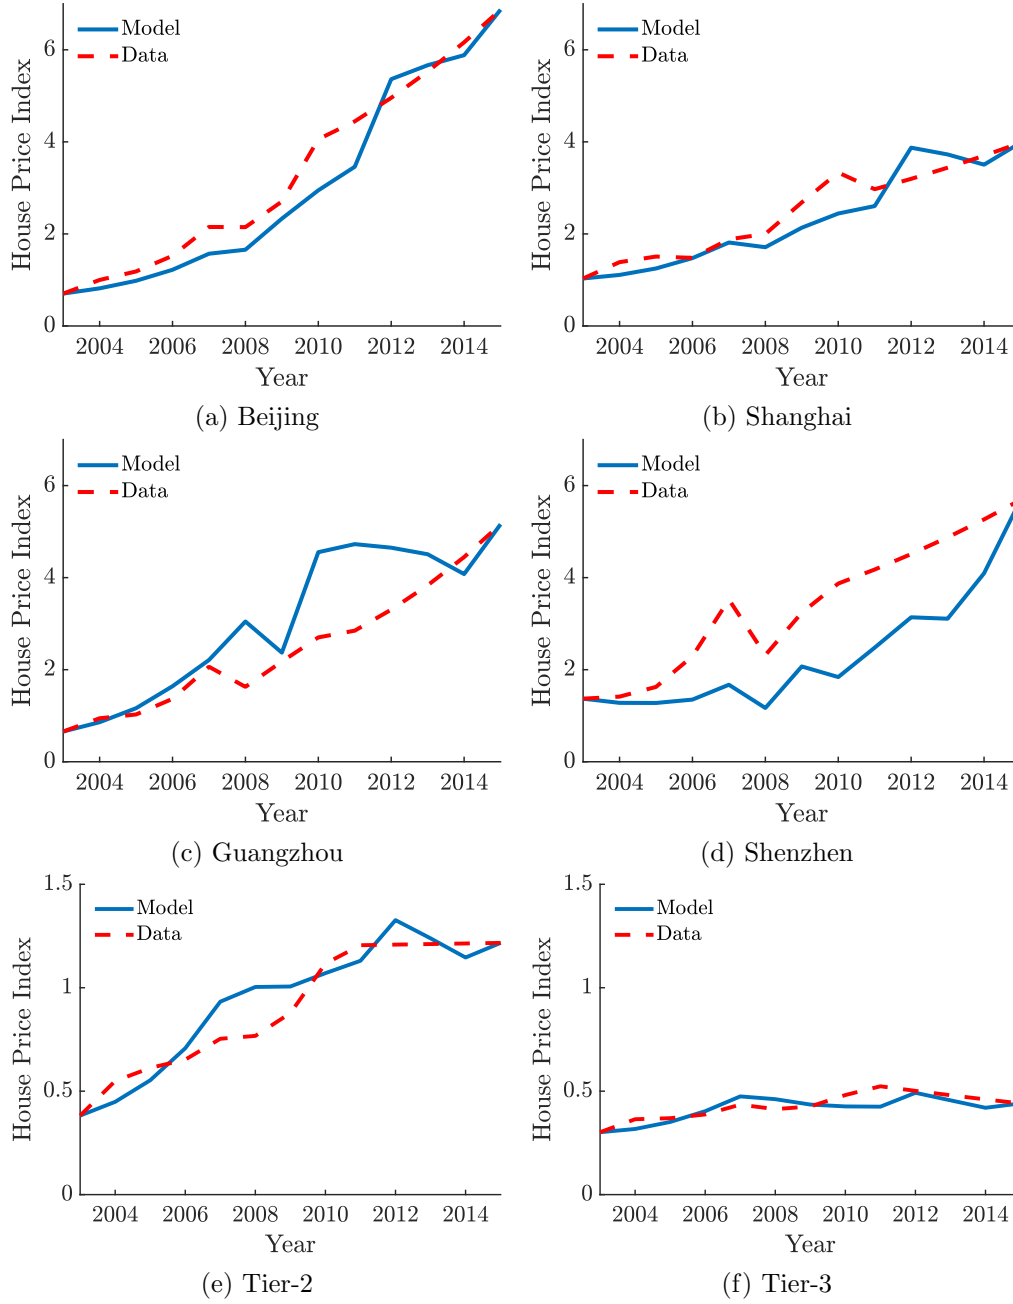 Model
Data
House Price Index
6
4
2
0
2004 2006 2008 2010 2012 2014
Year
(a) Beijing
Model
Data
House Price Index
6
4
2
0
2004 2006 2008 2010 2012 2014
Year
(b) Shanghai
Model
Data
House Price Index
6
4
2
0
2004 2006 2008 2010 2012 2014
Year
(c) Guangzhou
Model
Data
House Price Index
6
4
2
0
2004 2006 2008 2010 2012 2014
Year
(d) Shenzhen
Model
Data
House Price Index
1.5
1
0.5
0
2004 2006 2008 2010 2012 2014
Year
(e) Tier-2
Model
Data
House Price Index
1.5
1
0.5
0
2004 2006 2008 2010 2012 2014
Year
(f) Tier-3